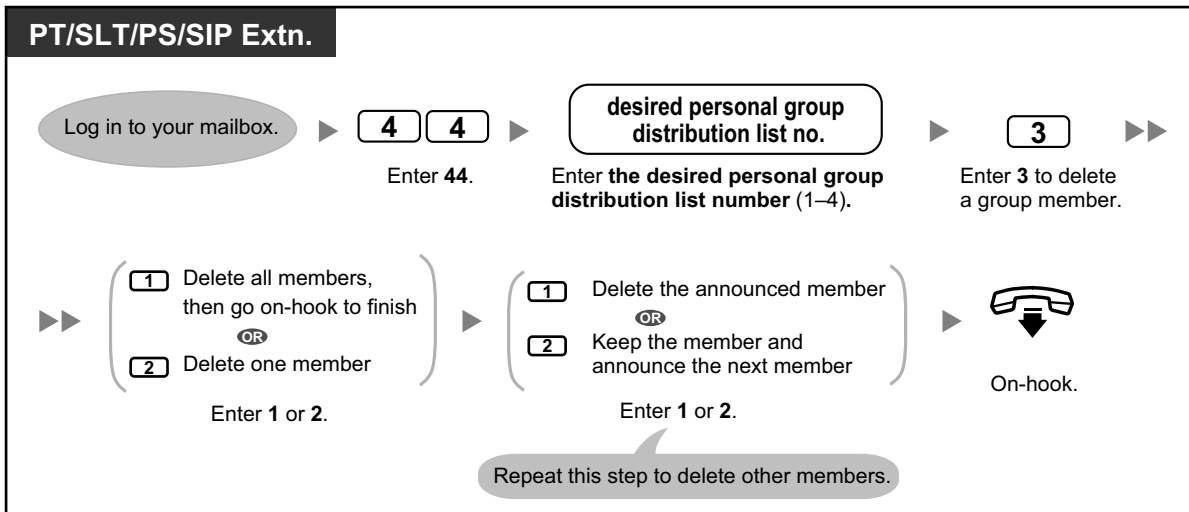 PT/SLT/PS/SIP Extn.
Log in to your mailbox.
4 4
desired personal group
distribution list no.
3
Enter 44.
Enter the desired personal group
distribution list number (1–4).
Enter 3 to delete
a group member.
1 Delete all members,
then go on-hook to finish
OR
2 Delete one member
Enter 1 or 2.
1 Delete the announced member
OR
2 Keep the member and
announce the next member
Enter 1 or 2.
Repeat this step to delete other members.
On-hook.